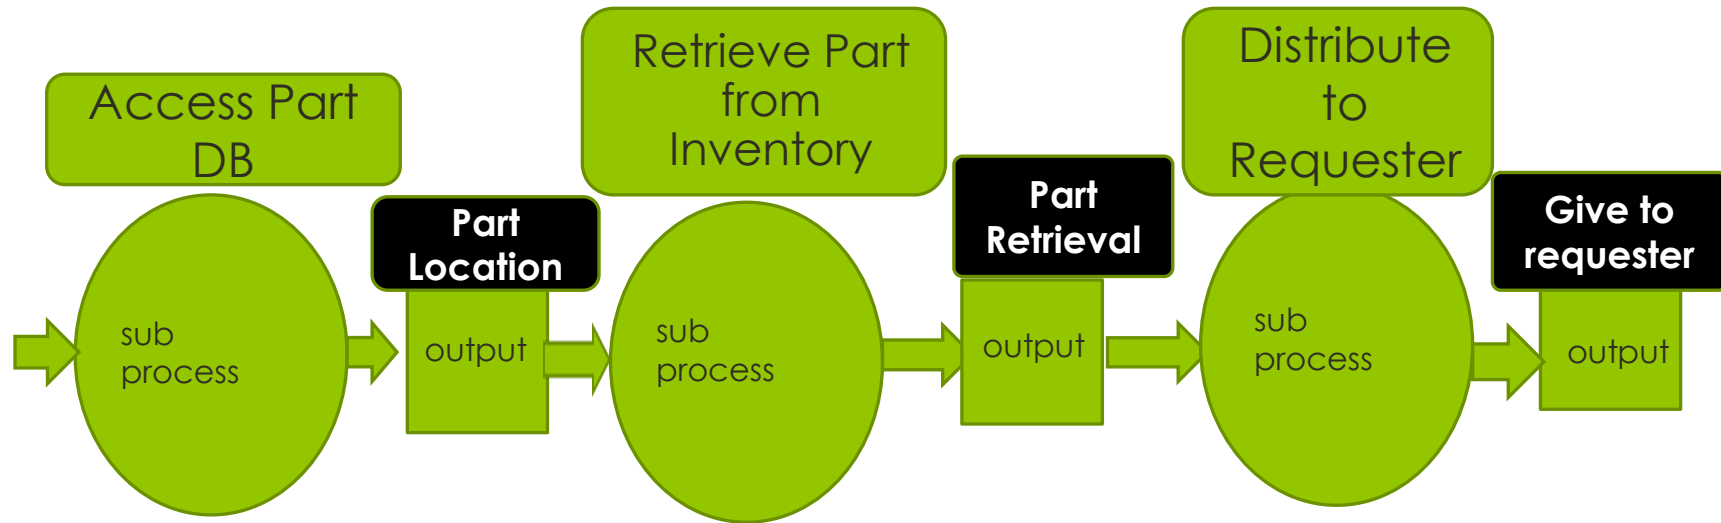 Access Part
DB
sub
process
Part
Location
output
Retrieve Part
from
Inventory
sub
process
Part
Retrieval
output
Distribute
to
Requester
sub
process
Give to
requester
output